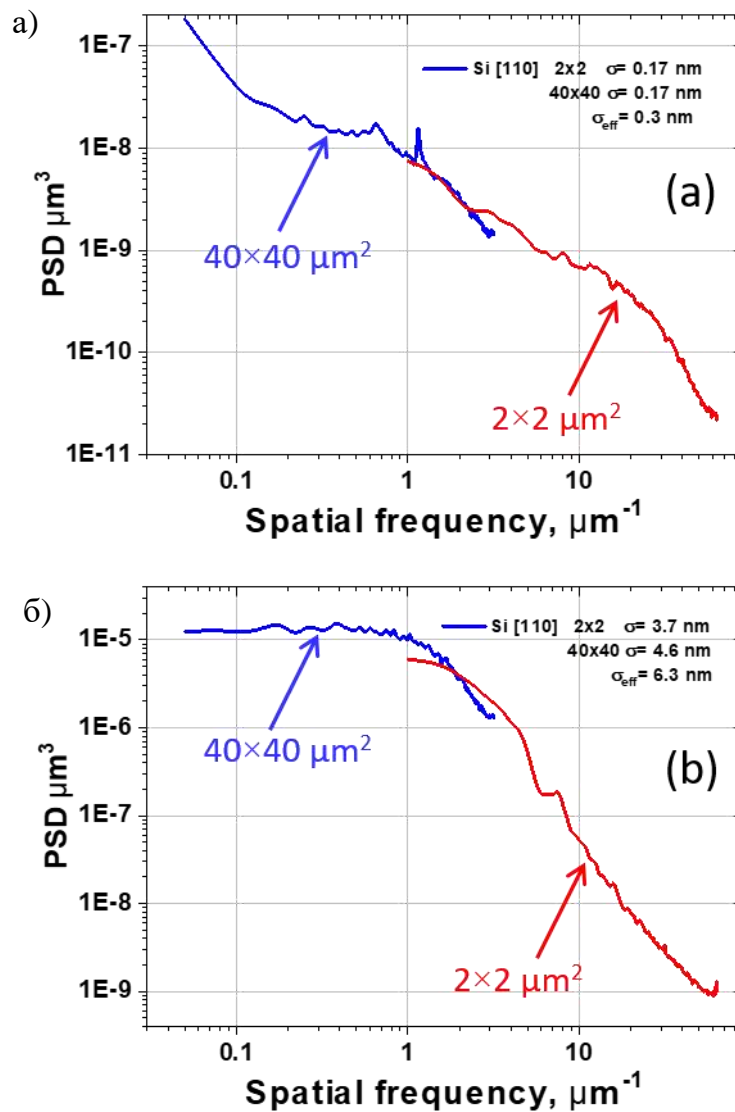 а)
1E-7
1E-8
1E-9
1E-10
1E-11
PSD μm³
Si [110] 2x2 σ= 0.17 nm
40x40 σ= 0.17 nm
σeff= 0.3 nm
(a)
40×40 μm²
2×2 μm²
0.1 1 10
Spatial frequency, μm⁻¹
б)
1E-5
1E-6
1E-7
1E-8
1E-9
PSD μm³
Si [110] 2x2 σ= 3.7 nm
40x40 σ= 4.6 nm
σeff= 6.3 nm
40×40 μm²
(b)
2×2 μm²
0.1 1 10
Spatial frequency, μm⁻¹